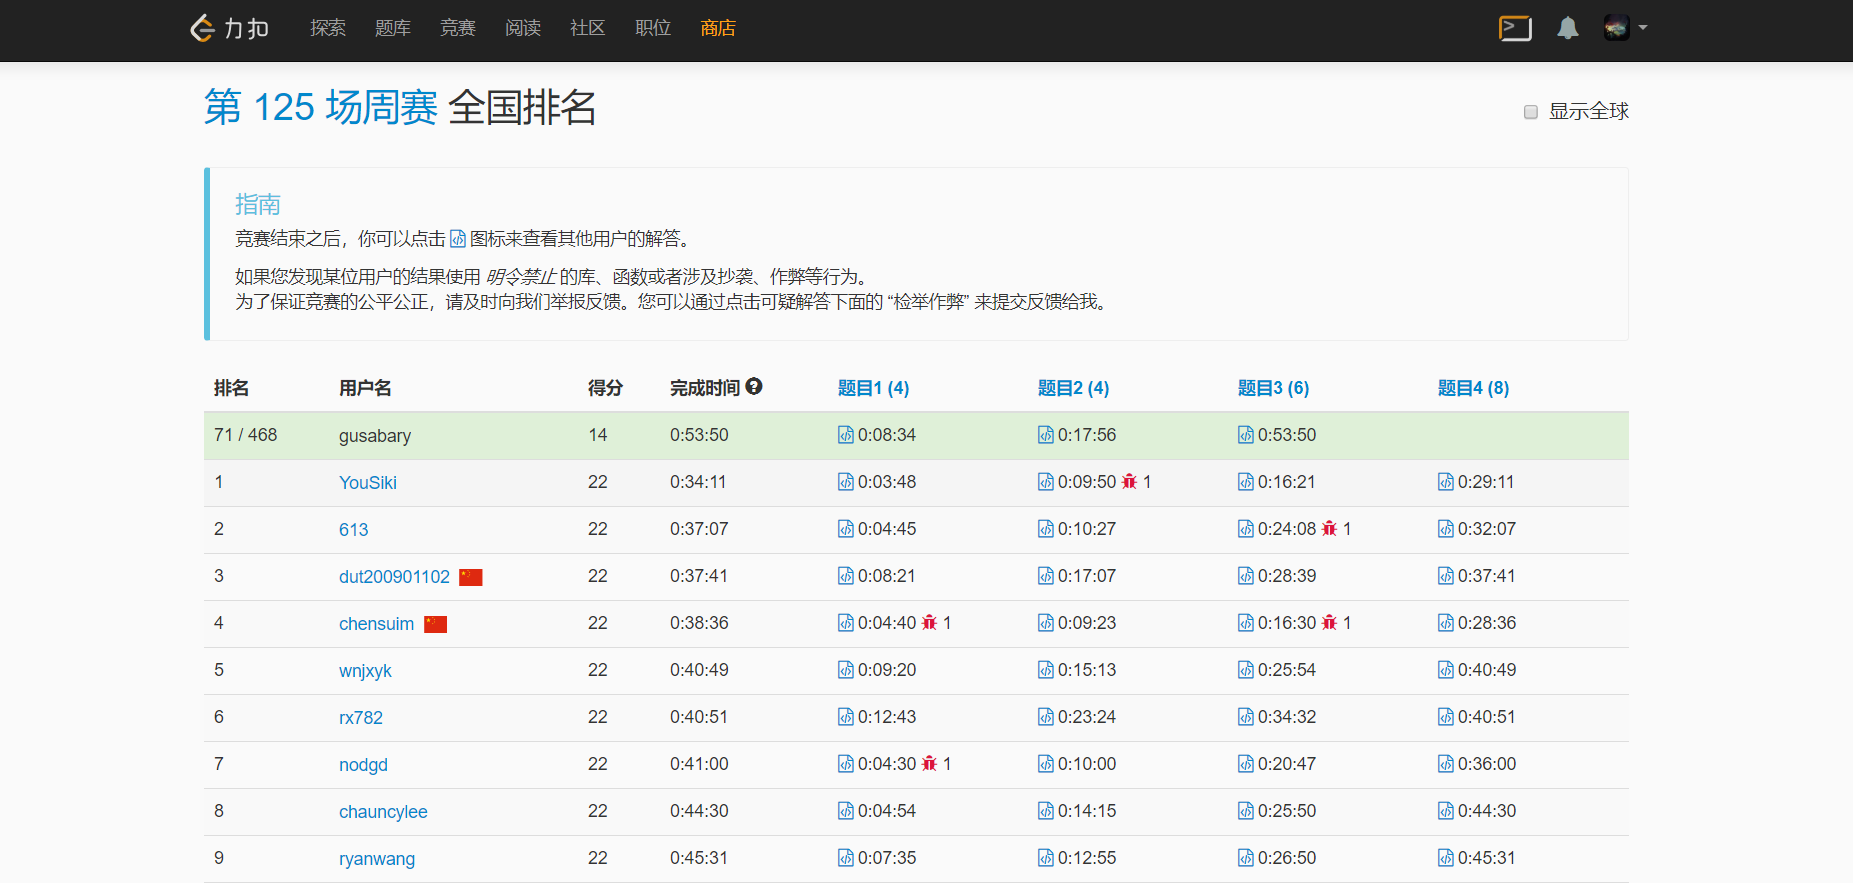 力扣 探索 题库 竞赛 阅读 社区 职位 商店
第 125 场周赛 全国排名
显示全球
指南
竞赛结束之后，你可以点击 图标来查看其他用户的解答。
如果您发现某位用户的结果使用 明令禁止 的库、函数或者涉及抄袭、作弊等行为。
为了保证竞赛的公平公正，请及时向我们举报反馈。您可以通过点击可疑解答下面的 “检举作弊” 来提交反馈给我。
排名 用户名 得分 完成时间 题目1 (4) 题目2 (4) 题目3 (6) 题目4 (8)
71 / 468 gusabary 14 0:53:50 0:08:34 0:17:56 0:53:50
1 YouSiki 22 0:34:11 0:03:48 0:09:50 1 0:16:21 0:29:11
2 613 22 0:37:07 0:04:45 0:10:27 0:24:08 1 0:32:07
3 dut200901102 22 0:37:41 0:08:21 0:17:07 0:28:39 0:37:41
4 chensuim 22 0:38:36 0:04:40 1 0:09:23 0:16:30 1 0:28:36
5 wnjxyk 22 0:40:49 0:09:20 0:15:13 0:25:54 0:40:49
6 rx782 22 0:40:51 0:12:43 0:23:24 0:34:32 0:40:51
7 nodgd 22 0:41:00 0:04:30 1 0:10:00 0:20:47 0:36:00
8 chauncylee 22 0:44:30 0:04:54 0:14:15 0:25:50 0:44:30
9 ryanwang 22 0:45:31 0:07:35 0:12:55 0:26:50 0:45:31